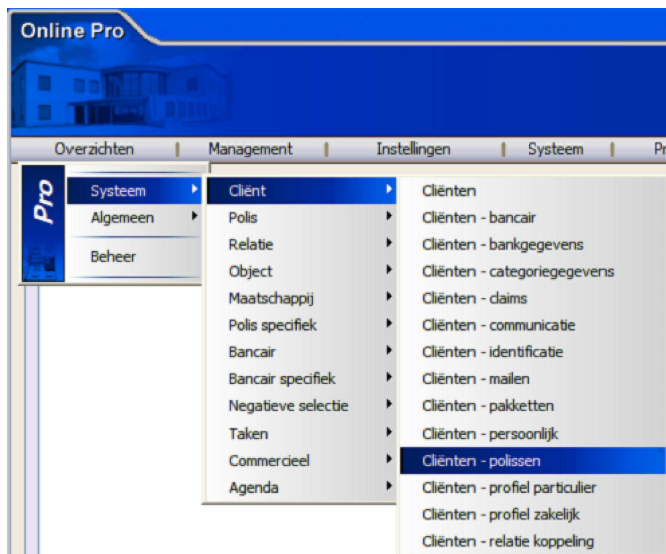 Online Pro
Overzichten Management Instellingen Systeem Pr
Pro
Systeem
Algemeen
Beheer
Cliënt
Polis
Relatie
Object
Maatschappij
Polis specifiek
Bancair
Bancair specifiek
Negatieve selectie
Taken
Commercieel
Agenda
Cliënten
Cliënten - bancair
Cliënten - bankgegevens
Cliënten - categoriegegevens
Cliënten - claims
Cliënten - communicatie
Cliënten - identificatie
Cliënten - mailen
Cliënten - pakketten
Cliënten - persoonlijk
Cliënten - polissen
Cliënten - profiel particulier
Cliënten - profiel zakelijk
Cliënten - relatie koppeling